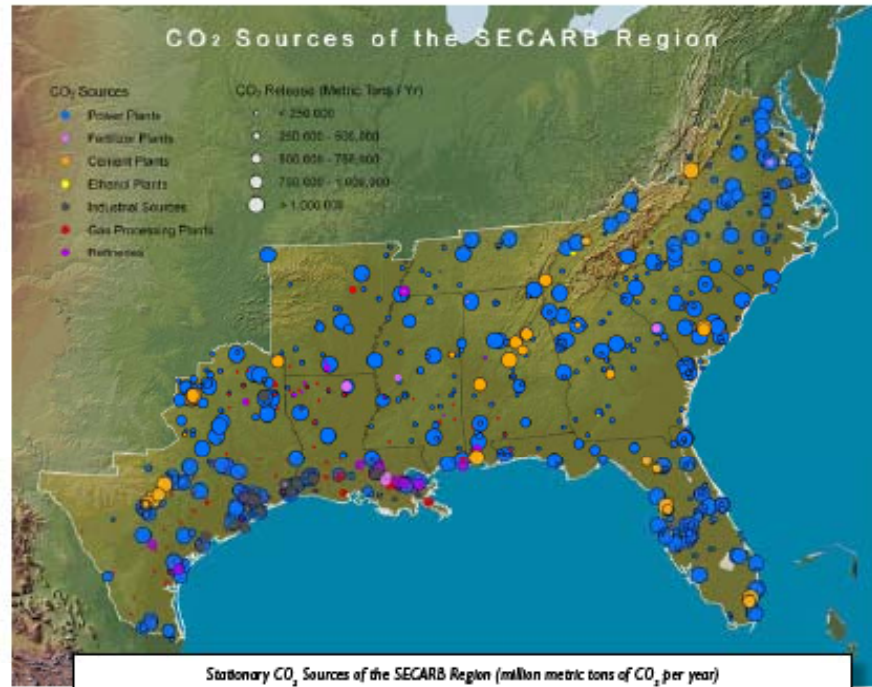 CO₂ Sources of the SECARB Region
CO₂ Sources
Power Plants
Fertilizer Plants
Cement Plants
Ethanol Plants
Industrial Sources
Gas Processing Plants
Refineries
CO₂ Release (Metric Tons / Yr)
< 250,000
250,000 - 500,000
500,000 - 750,000
750,000 - 1,000,000
> 1,000,000
Stationary CO₂ Sources of the SECARB Region (million metric tons of CO₂ per year)